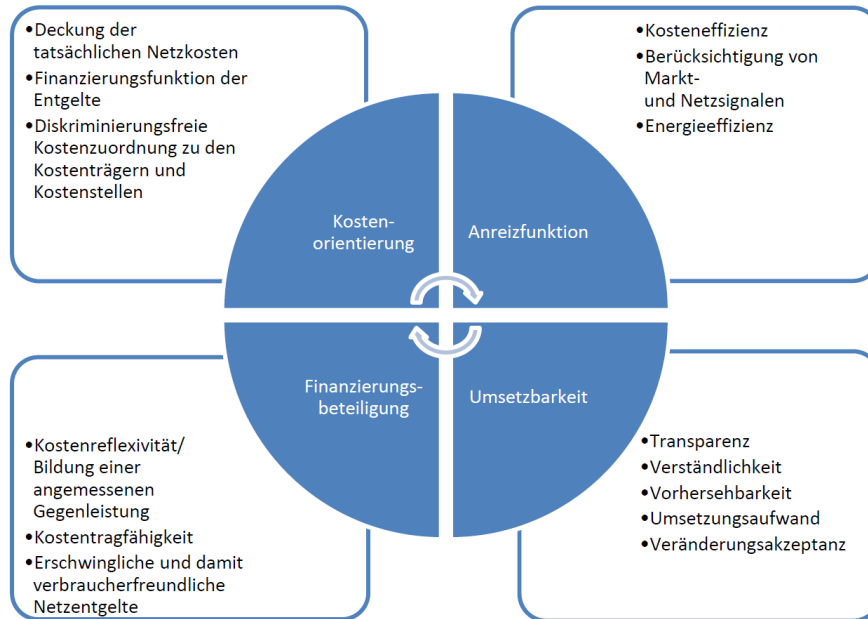 •Deckung der
tatsächlichen Netzkosten
•Finanzierungsfunktion der
Entgelte
•Diskriminierungsfreie
Kostenzuordnung zu den
Kostenträgern und
Kostenstellen
•Kosteneffizienz
•Berücksichtigung von
Markt-
und Netzsignalen
•Energieeffizienz
Kosten-
orientierung
Anreizfunktion
Finanzierungs-
beteiligung
Umsetzbarkeit
•Kostenreflexivität/
Bildung einer
angemessenen
Gegenleistung
•Kostentragfähigkeit
•Erschwingliche und damit
verbraucherfreundliche
Netzentgelte
•Transparenz
•Verständlichkeit
•Vorhersehbarkeit
•Umsetzungsaufwand
•Veränderungsakzeptanz